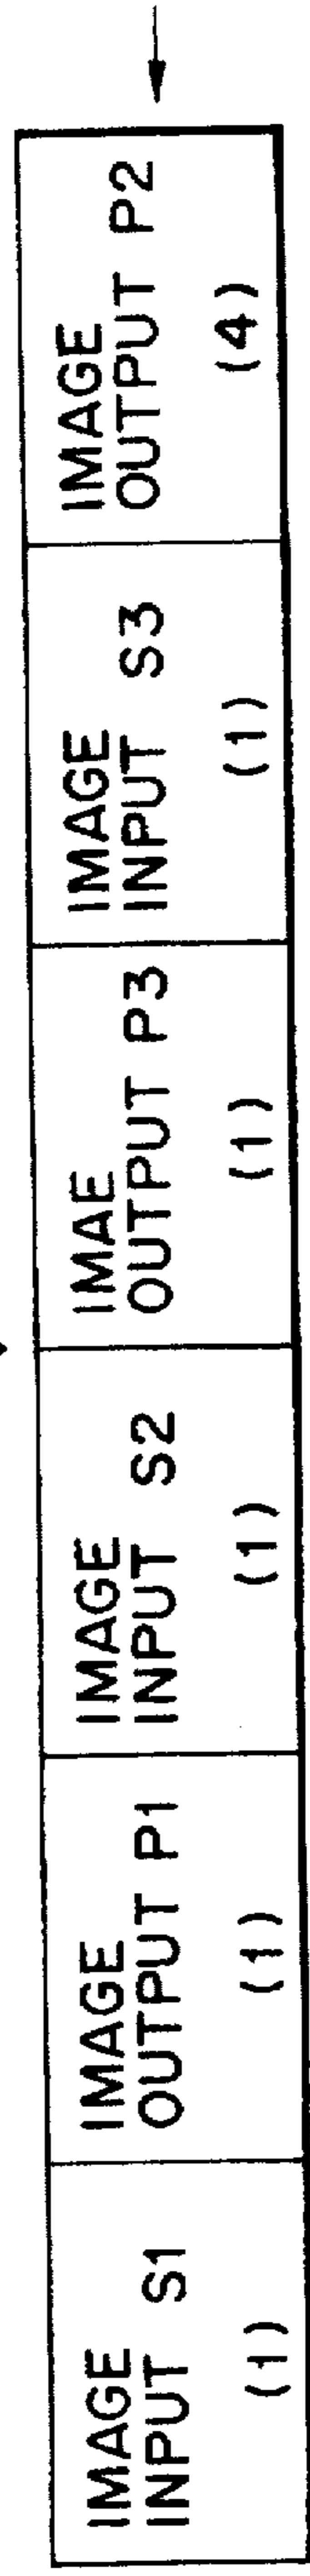 IMAGE
INPUT S1
(1)
IMAGE
OUTPUT P1
(1)
IMAGE
INPUT S2
(1)
IMAE
OUTPUT P3
(1)
IMAGE
INPUT S3
(1)
IMAGE
OUTPUT P2
(4)